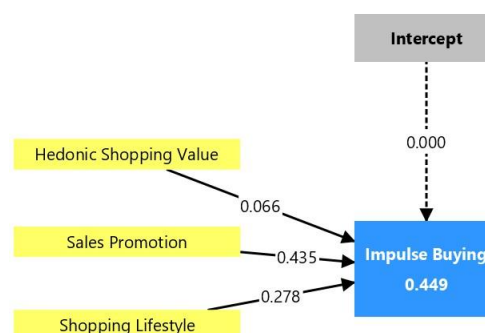 Intercept
0.000
Hedonic Shopping Value
0.066
Sales Promotion
0.435
Impulse Buying
0.449
0.278
Shopping Lifestyle